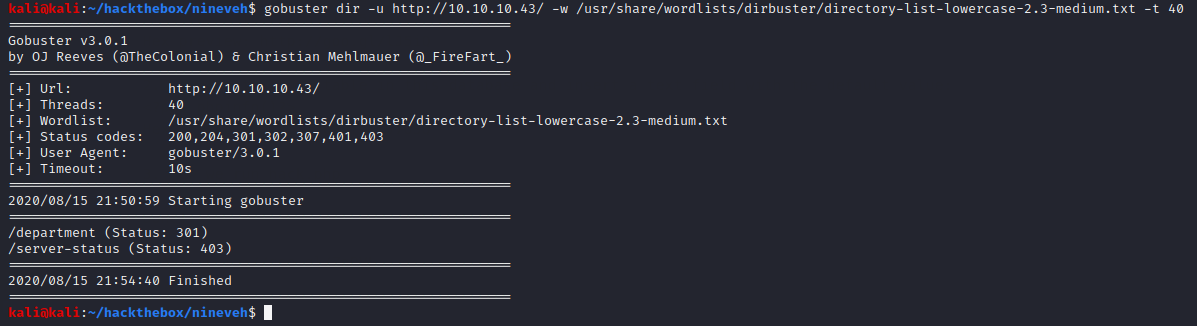 kali@kali:~/hackthebox/nineveh$ gobuster dir -u http://10.10.10.43/ -w /usr/share/wordlists/dirbuster/directory-list-lowercase-2.3-medium.txt -t 40
===============================================================
Gobuster v3.0.1
by OJ Reeves (@TheColonial) & Christian Mehlmauer (@_FireFart_)
===============================================================
[+] Url:            http://10.10.10.43/
[+] Threads:        40
[+] Wordlist:       /usr/share/wordlists/dirbuster/directory-list-lowercase-2.3-medium.txt
[+] Status codes:   200,204,301,302,307,401,403
[+] User Agent:     gobuster/3.0.1
[+] Timeout:        10s
===============================================================
2020/08/15 21:50:59 Starting gobuster
===============================================================
/department (Status: 301)
/server-status (Status: 403)
===============================================================
2020/08/15 21:54:40 Finished
===============================================================
kali@kali:~/hackthebox/nineveh$